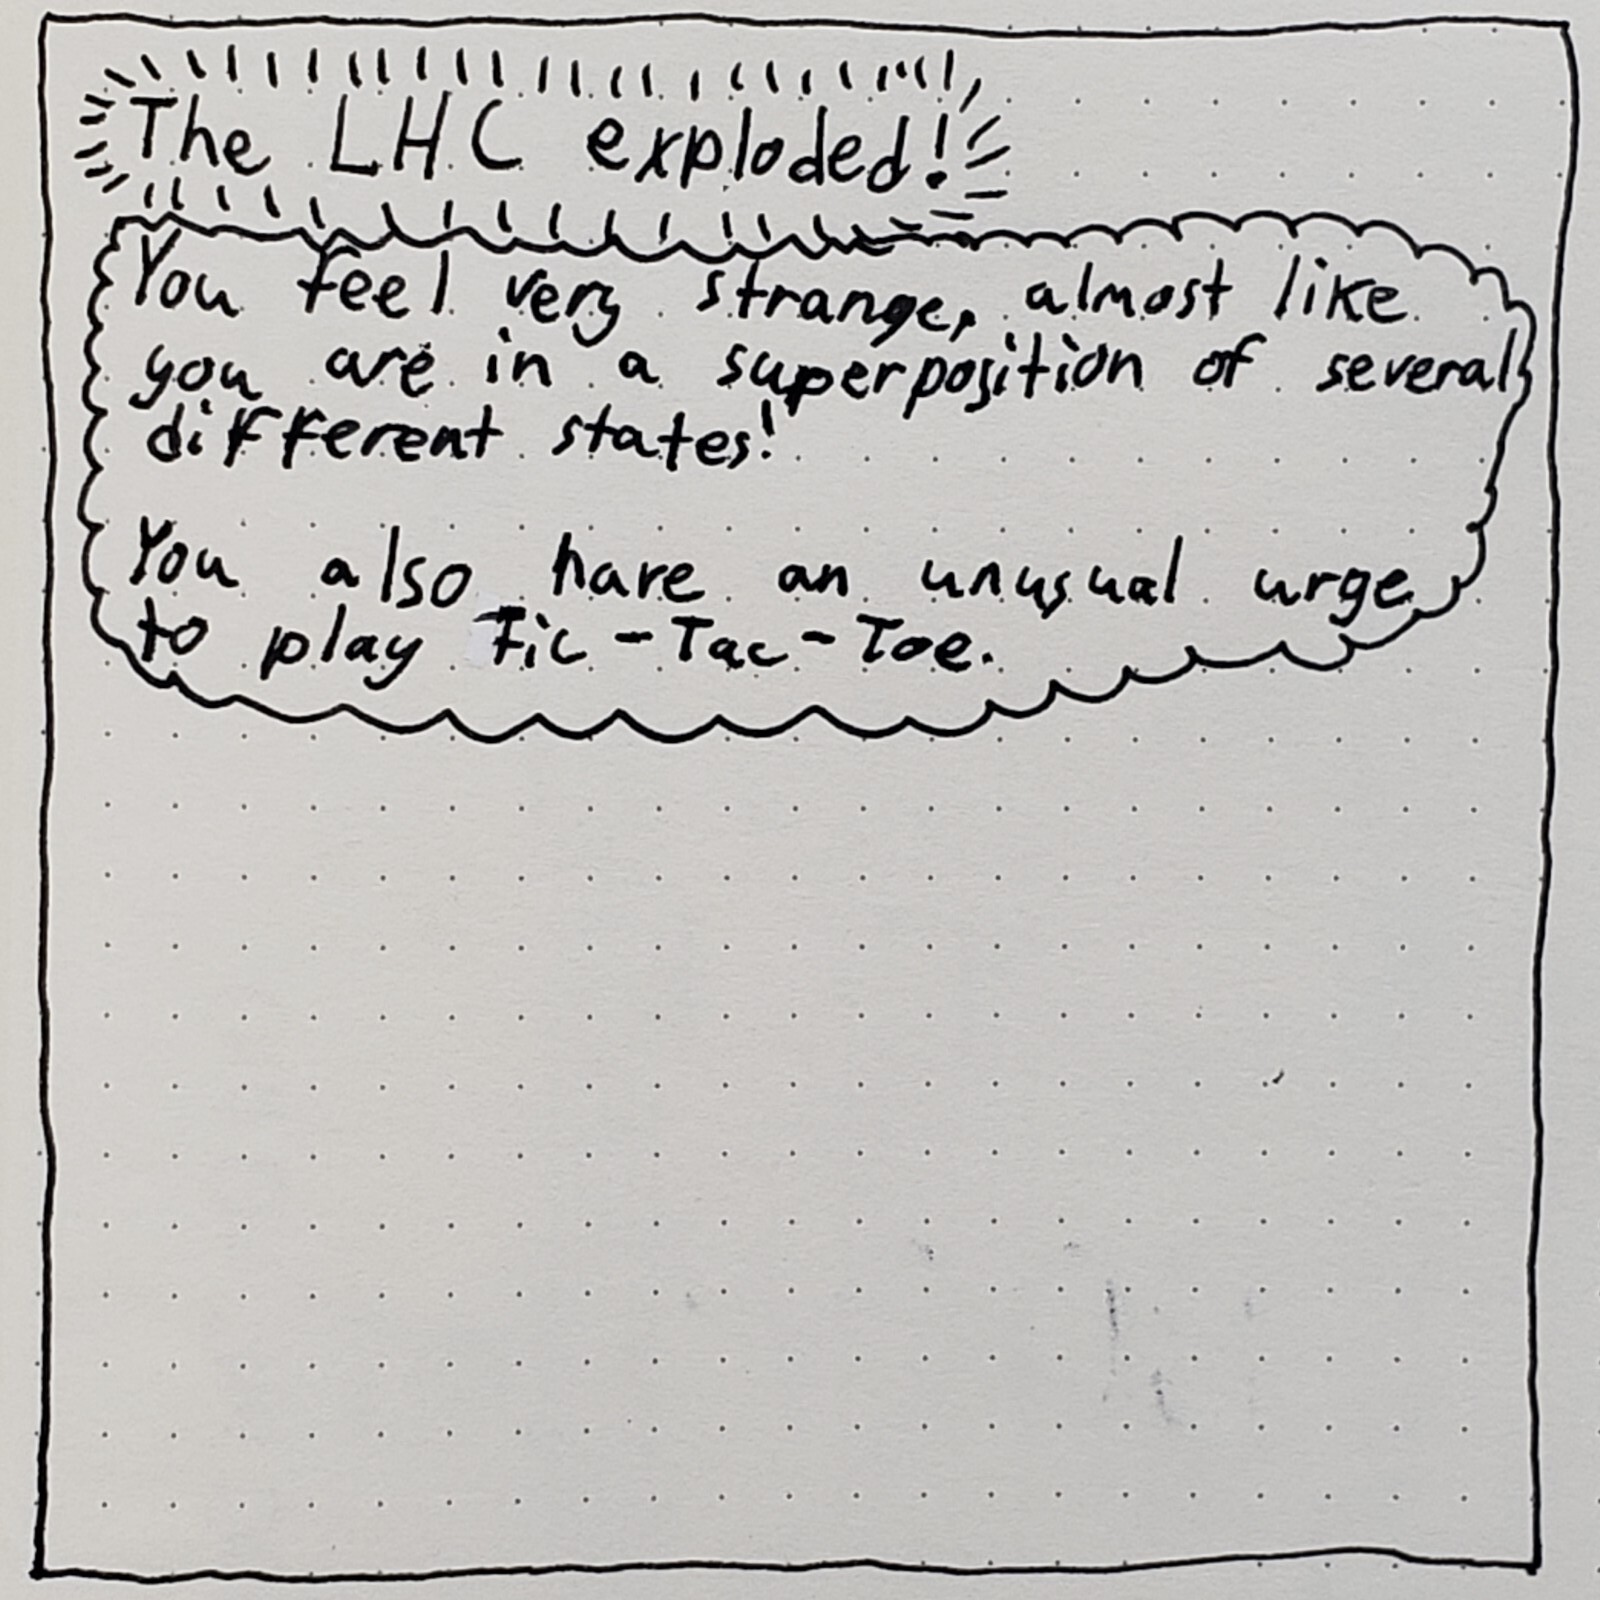 The LHC exploded!
You feel very strange, almost like
you are in a superposition of several
different states!
You also have an unusual urge
to play Tic-Tac-Toe.